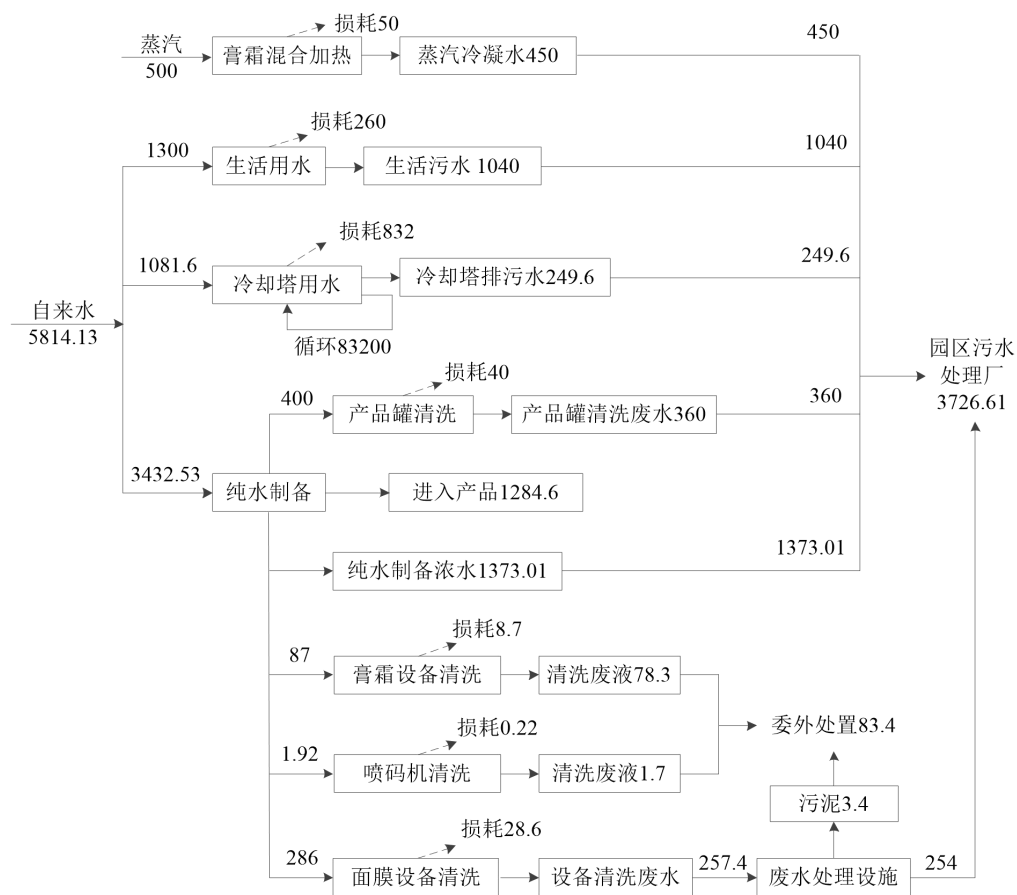 损耗50
450
蒸汽
500
膏霜混合加热
蒸汽冷凝水450
损耗260
1300
生活用水
生活污水 1040
1040
损耗832
1081.6
冷却塔用水
冷却塔排污水249.6
249.6
循环83200
自来水
5814.13
园区污水
处理厂
3726.61
损耗40
400
产品罐清洗
产品罐清洗废水360
360
3432.53
纯水制备
进入产品1284.6
纯水制备浓水1373.01
1373.01
损耗8.7
87
膏霜设备清洗
清洗废液78.3
委外处置83.4
损耗0.22
1.92
喷码机清洗
清洗废液1.7
污泥3.4
损耗28.6
286
面膜设备清洗
设备清洗废水
257.4
废水处理设施
254